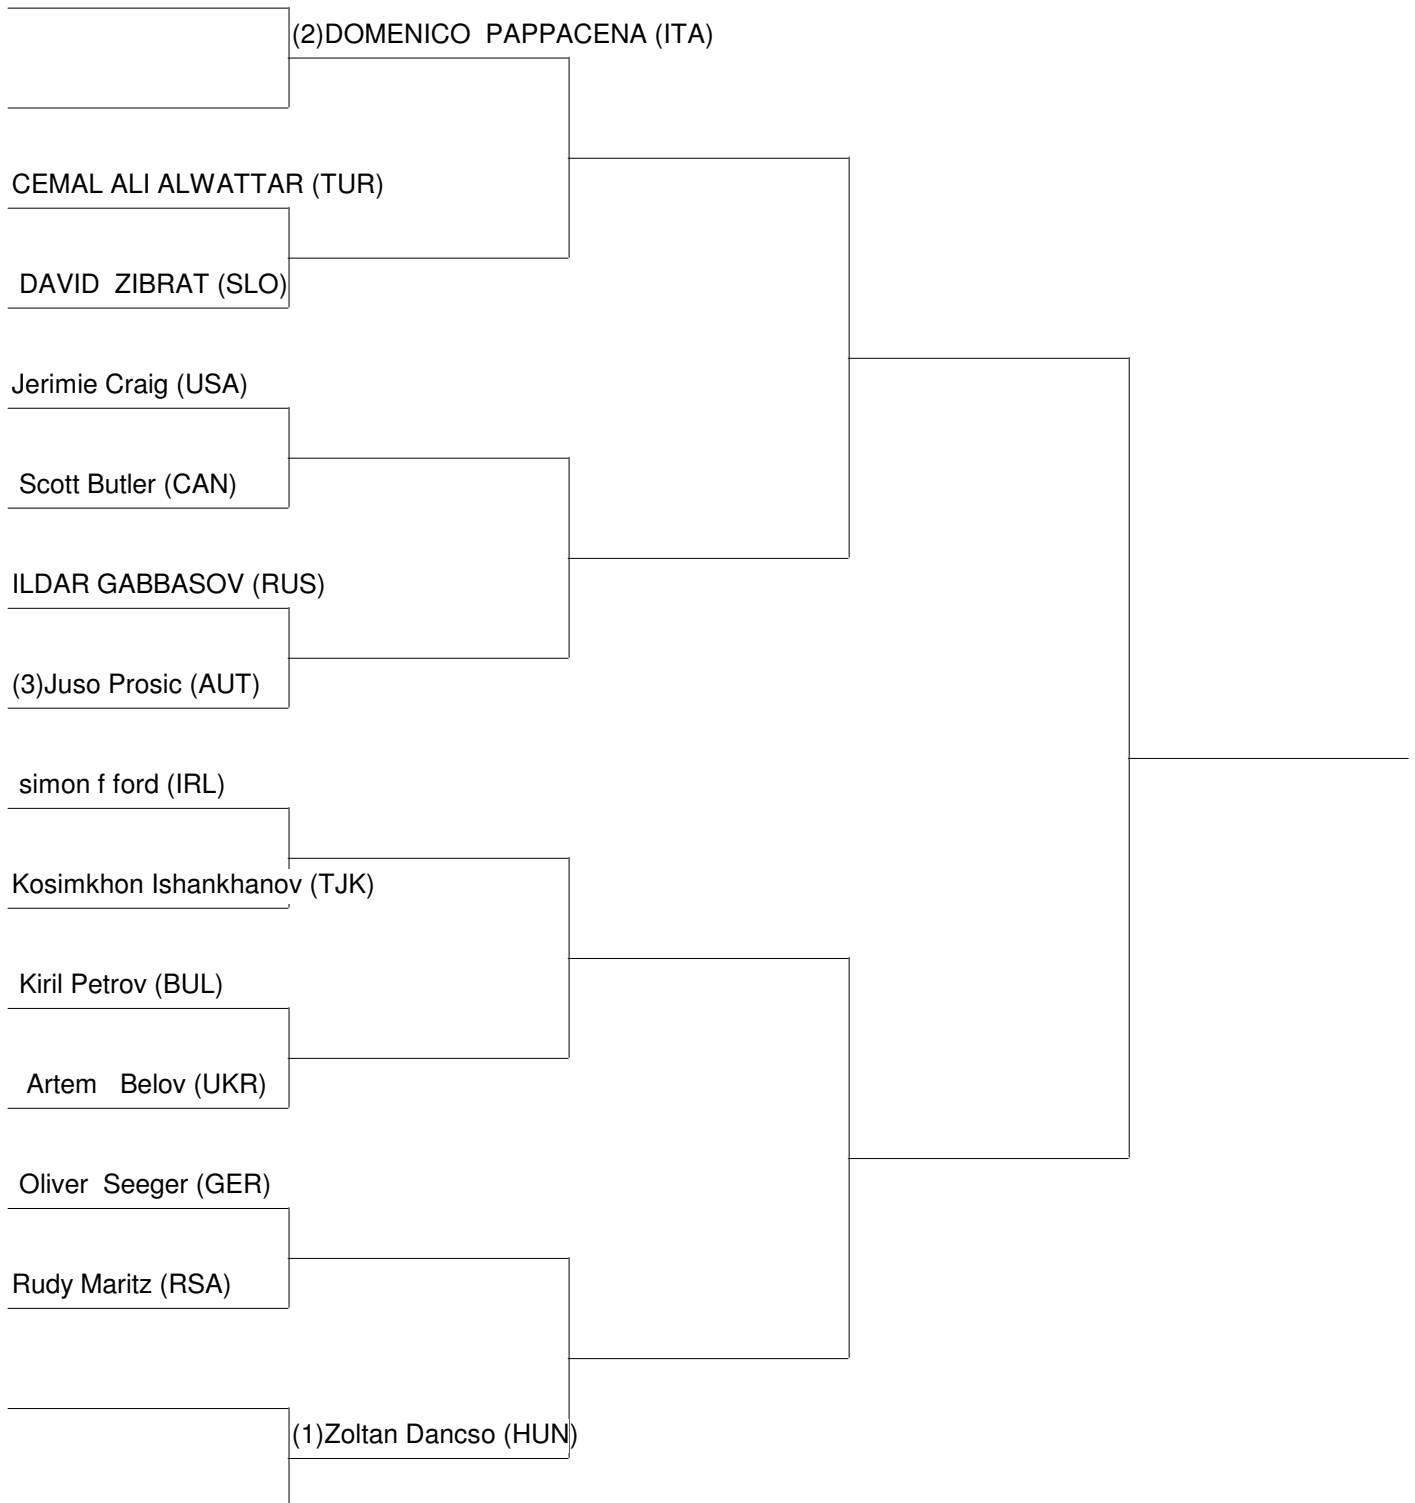 (2)DOMENICO  PAPPACENA (ITA)
CEMAL ALI ALWATTAR (TUR)
DAVID  ZIBRAT (SLO)
Jerimie Craig (USA)
Scott Butler (CAN)
ILDAR GABBASOV (RUS)
(3)Juso Prosic (AUT)
simon f ford (IRL)
Kosimkhon Ishankhanov (TJK)
Kiril Petrov (BUL)
Artem   Belov (UKR)
Oliver  Seeger (GER)
Rudy Maritz (RSA)
(1)Zoltan Dancso (HUN)